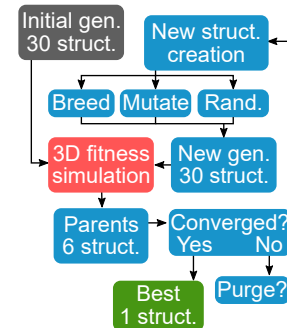 Initial gen.
30 struct.
New struct.
creation
Breed
Mutate
Rand.
3D fitness
simulation
New gen.
30 struct.
Parents
6 struct.
Converged?
Yes No
Best
1 struct.
Purge?